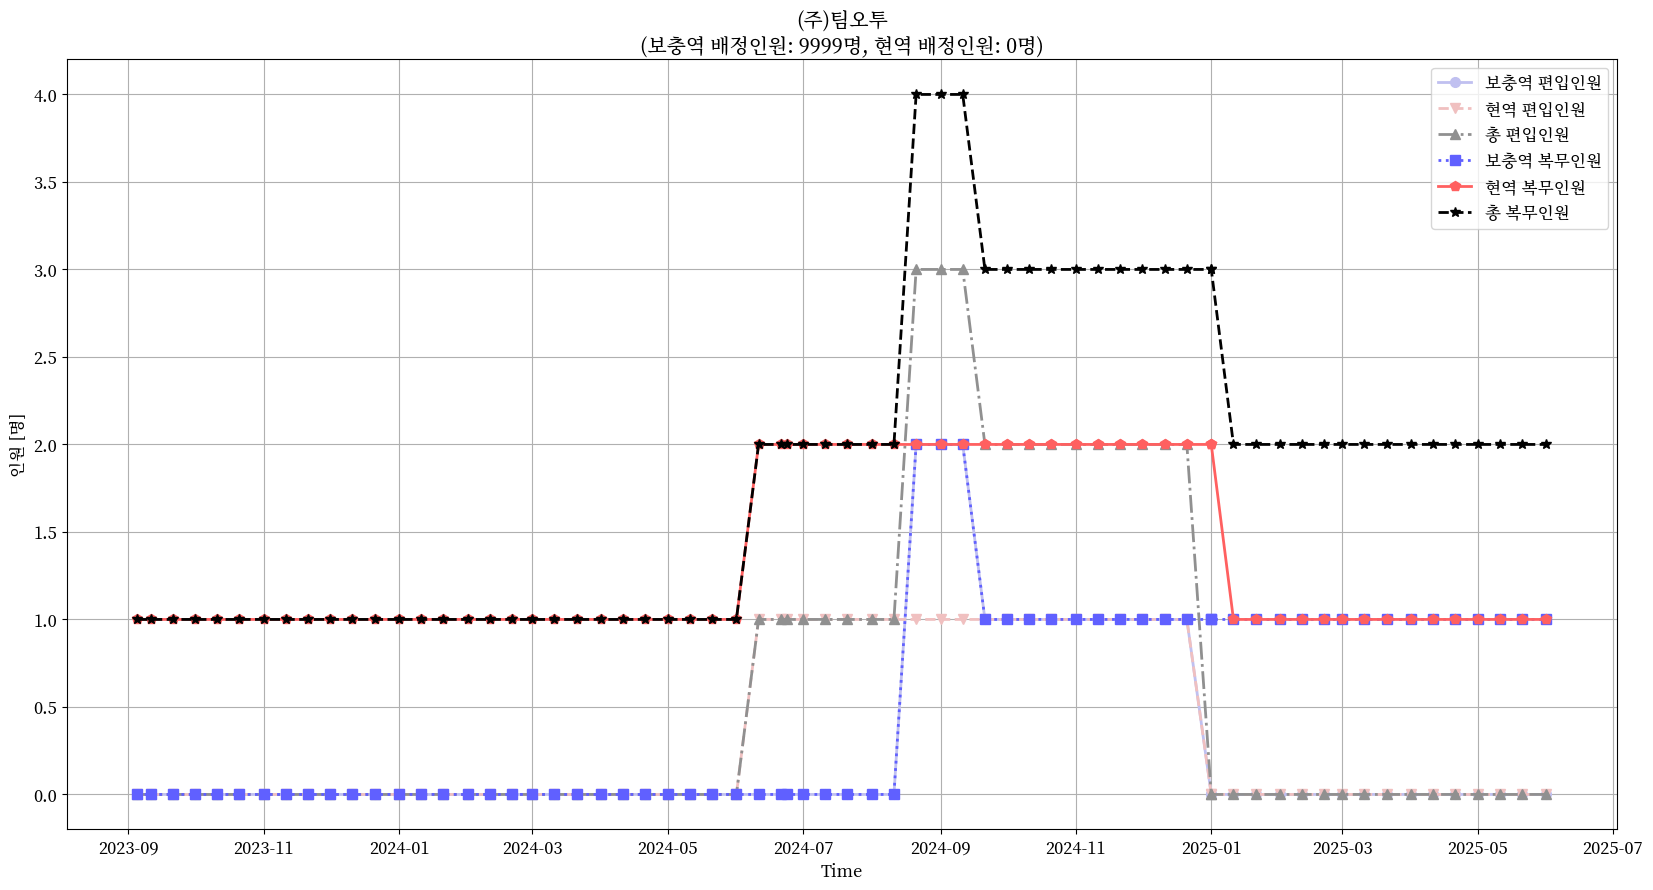 (주)팀오투
(보충역 배정인원: 9999명, 현역 배정인원: 0명)
보충역 편입인원
현역 편입인원
총 편입인원
보충역 복무인원
현역 복무인원
총 복무인원
인원 [명]
4.0
3.5
3.0
2.5
2.0
1.5
1.0
0.5
0.0
2023-09 2023-11 2024-01 2024-03 2024-05 2024-07 2024-09 2024-11 2025-01 2025-03 2025-05 2025-07
Time